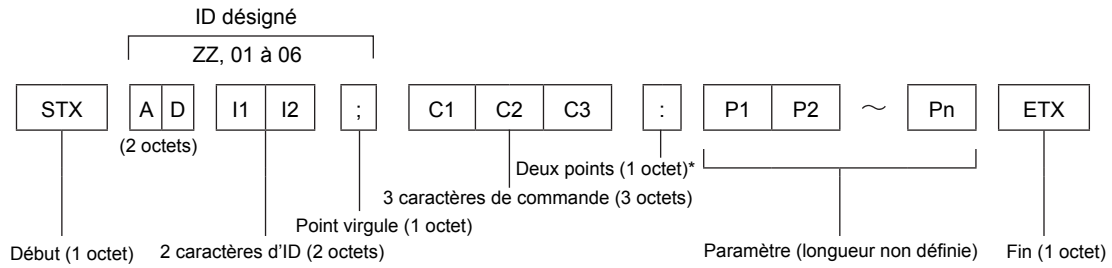 ID désigné
ZZ, 01 à 06
STX A D I1 I2 ; C1 C2 C3 : P1 P2 ～ Pn ETX
(2 octets)
Deux points (1 octet)*
3 caractères de commande (3 octets)
Point virgule (1 octet)
Début (1 octet) 2 caractères d’ID (2 octets) Paramètre (longueur non définie) Fin (1 octet)